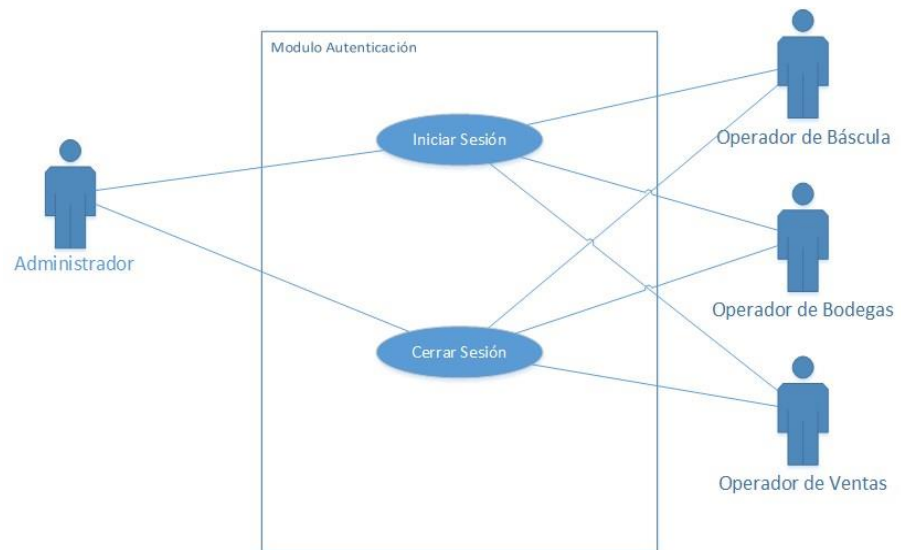 Modulo Autenticación
Iniciar Sesión
Operador de Báscula
Administrador
Operador de Bodegas
Cerrar Sesión
Operador de Ventas